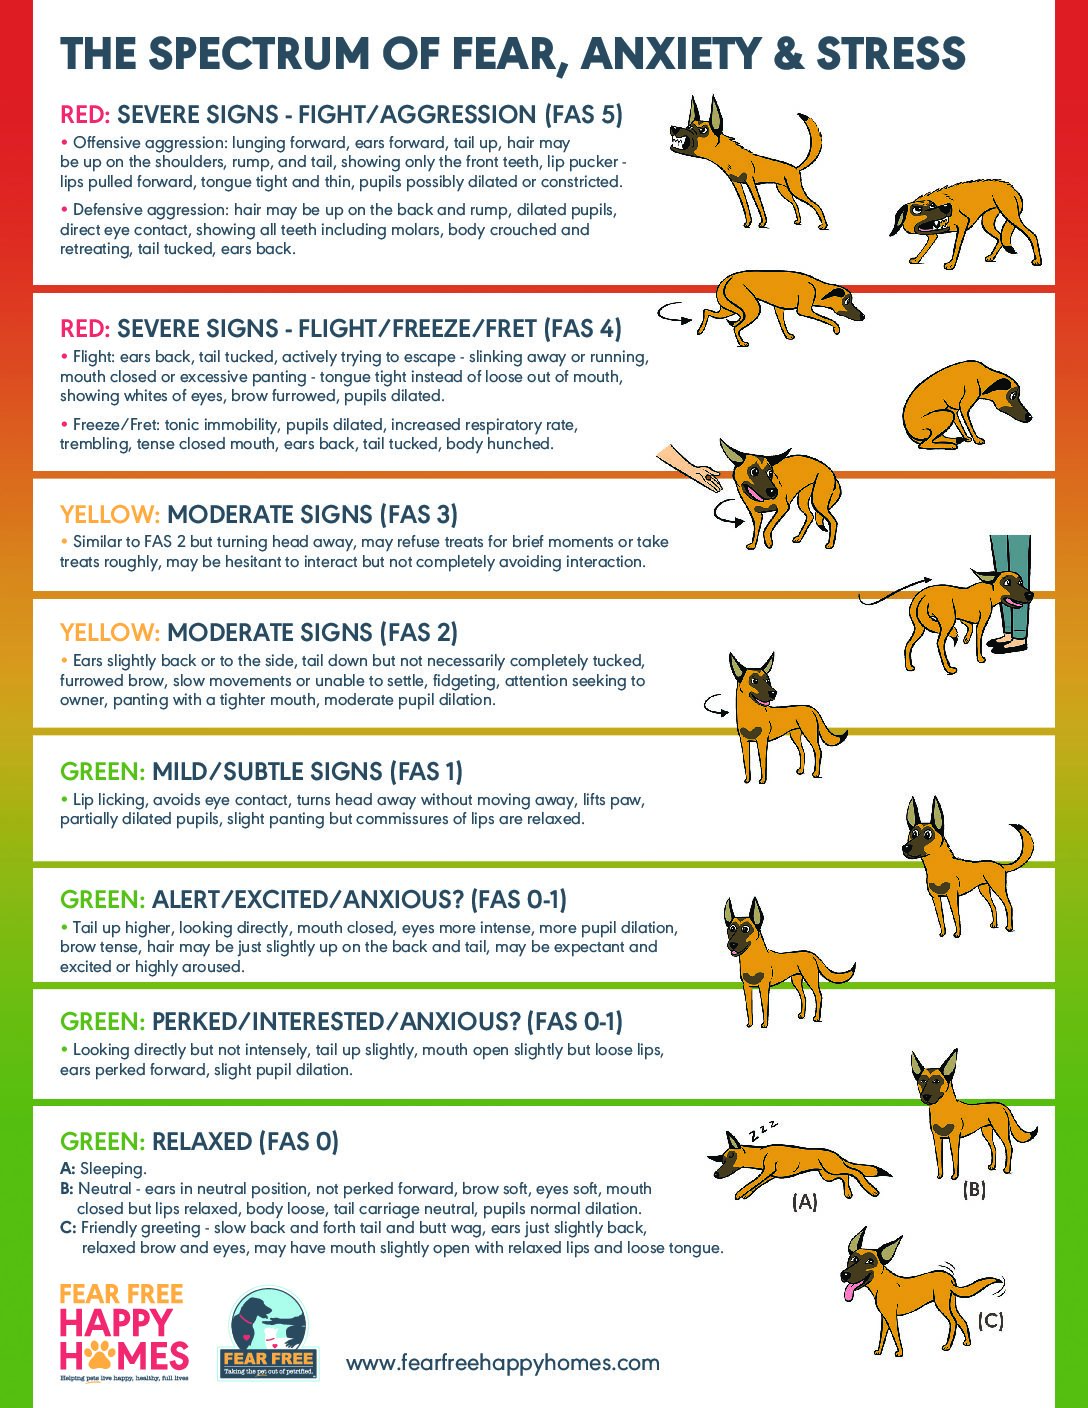 THE SPECTRUM OF FEAR, ANXIETY & STRESS
RED: SEVERE SIGNS - FIGHT/AGGRESSION (FAS 5)
• Offensive aggression: lunging forward, ears forward, tail up, hair may
be up on the shoulders, rump, and tail, showing only the front teeth, lip pucker -
lips pulled forward, tongue tight and thin, pupils possibly dilated or constricted.
• Defensive aggression: hair may be up on the back and rump, dilated pupils,
direct eye contact, showing all teeth including molars, body crouched and
retreating, tail tucked, ears back.
RED: SEVERE SIGNS - FLIGHT/FREEZE/FRET (FAS 4)
• Flight: ears back, tail tucked, actively trying to escape - slinking away or running,
mouth closed or excessive panting - tongue tight instead of loose out of mouth,
showing whites of eyes, brow furrowed, pupils dilated.
• Freeze/Fret: tonic immobility, pupils dilated, increased respiratory rate,
trembling, tense closed mouth, ears back, tail tucked, body hunched.
YELLOW: MODERATE SIGNS (FAS 3)
• Similar to FAS 2 but turning head away, may refuse treats for brief moments or take
treats roughly, may be hesitant to interact but not completely avoiding interaction.
YELLOW: MODERATE SIGNS (FAS 2)
• Ears slightly back or to the side, tail down but not necessarily completely tucked,
furrowed brow, slow movements or unable to settle, fidgeting, attention seeking to
owner, panting with a tighter mouth, moderate pupil dilation.
GREEN: MILD/SUBTLE SIGNS (FAS 1)
• Lip licking, avoids eye contact, turns head away without moving away, lifts paw,
partially dilated pupils, slight panting but commissures of lips are relaxed.
GREEN: ALERT/EXCITED/ANXIOUS? (FAS 0-1)
• Tail up higher, looking directly, mouth closed, eyes more intense, more pupil dilation,
brow tense, hair may be just slightly up on the back and tail, may be expectant and
excited or highly aroused.
GREEN: PERKED/INTERESTED/ANXIOUS? (FAS 0-1)
• Looking directly but not intensely, tail up slightly, mouth open slightly but loose lips,
ears perked forward, slight pupil dilation.
GREEN: RELAXED (FAS 0)
A: Sleeping.
B: Neutral - ears in neutral position, not perked forward, brow soft, eyes soft, mouth
closed but lips relaxed, body loose, tail carriage neutral, pupils normal dilation.
C: Friendly greeting - slow back and forth tail and butt wag, ears just slightly back,
relaxed brow and eyes, may have mouth slightly open with relaxed lips and loose tongue.
Z Z Z
(A)
(B)
(C)
FEAR FREE
HAPPY
HOMES
Helping pets live happy, healthy, full lives
FEAR FREE
Taking the pet out of petrified.
www.fearfreehappyhomes.com